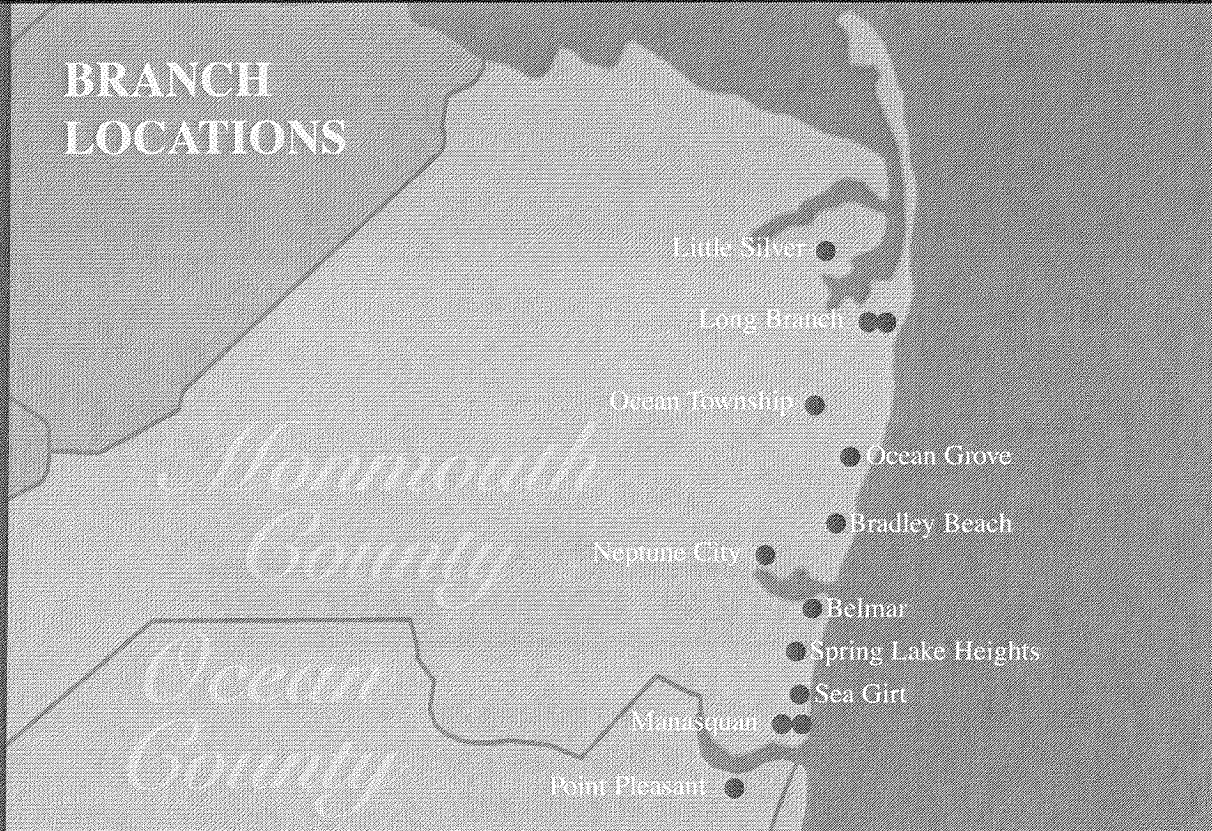 BRANCH
LOCATIONS
Little Silver
Long Branch
Ocean Township
Ocean Grove
Monmouth
County
Bradley Beach
Neptune City
Belmar
Spring Lake Heights
Ocean
County
Sea Girt
Manasquan
Point Pleasant